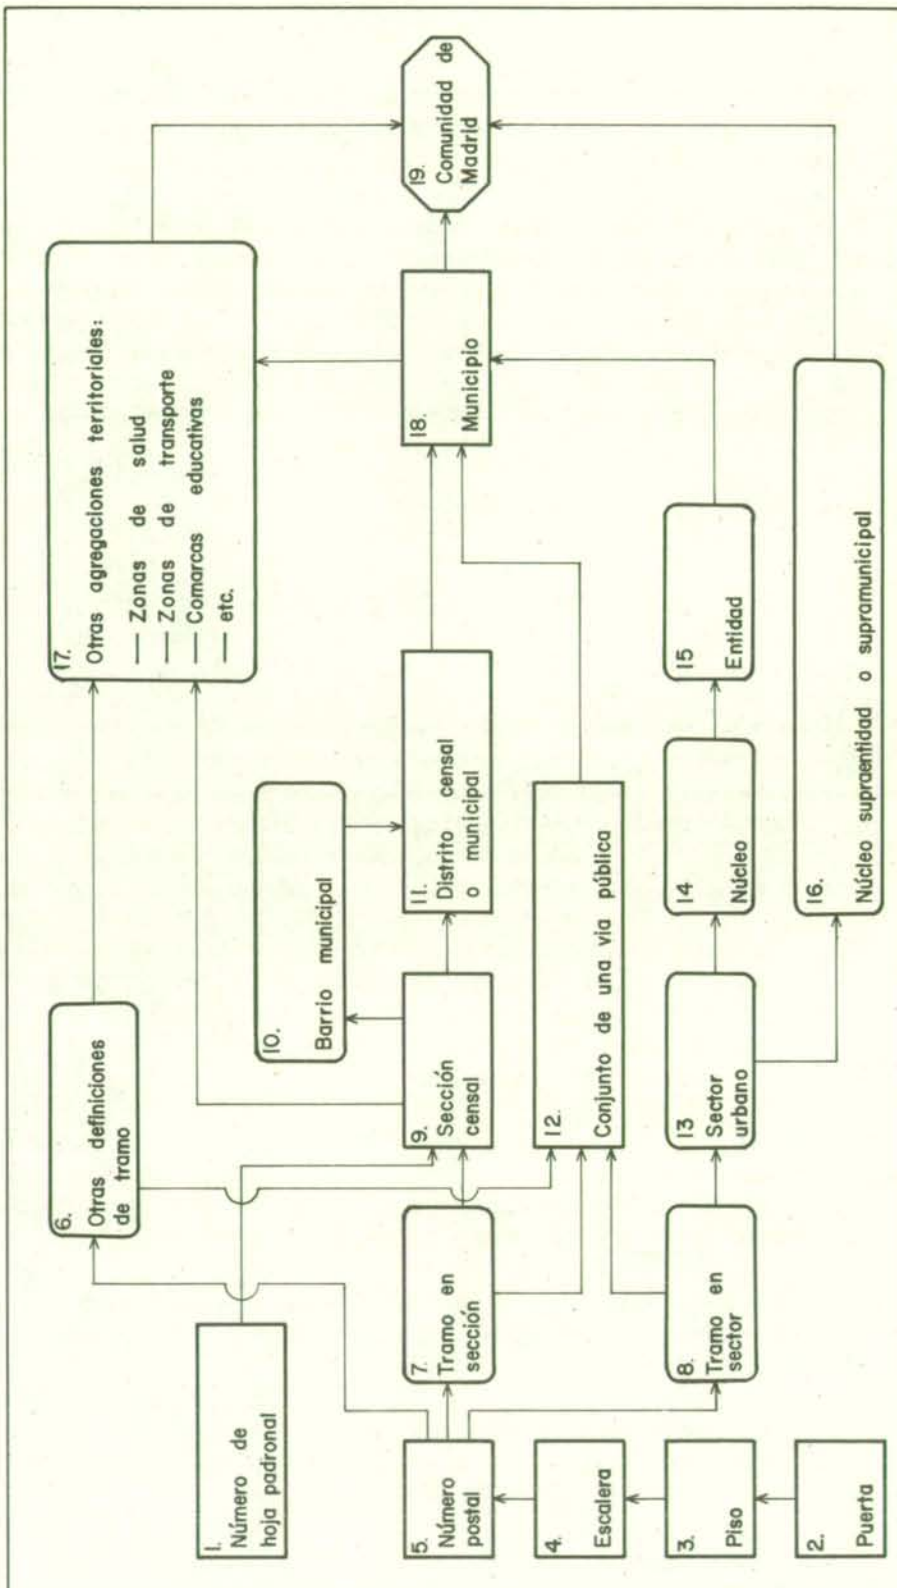 1.
Número de
hoja padronal
2.
Puerta
3.
Piso
4.
Escalera
5.
Número
postal
6.
Otras definiciones
de tramo
7.
Tramo en
sección
8.
Tramo en
sector
9.
Sección
censal
10.
Barrio municipal
11.
Distrito censal
o municipal
12.
Conjunto de una via pública
13
Sector
urbano
14
Núcleo
15
Entidad
16.
Núcleo supraentidad o supramunicipal
17.
Otras agregaciones territoriales:
— Zonas de salud
— Zonas de transporte
— Comarcas educativas
— etc.
18.
Municipio
19.
Comunidad de
Madrid